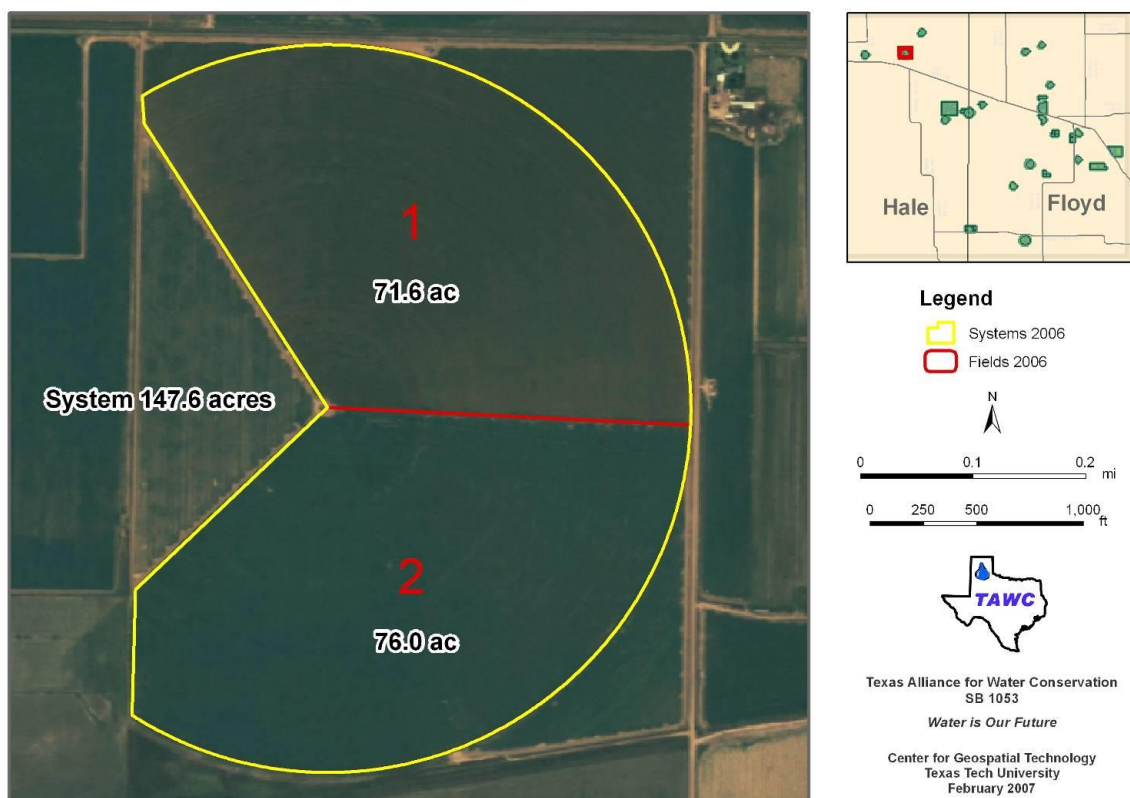 1
71.6 ac
System 147.6 acres
2
76.0 ac
Hale
Floyd
Legend
Systems 2006
Fields 2006
N
0 0.1 0.2
mi
0 250 500 1,000
ft
TAWC
Texas Alliance for Water Conservation
SB 1053
Water is Our Future
Center for Geospatial Technology
Texas Tech University
February 2007